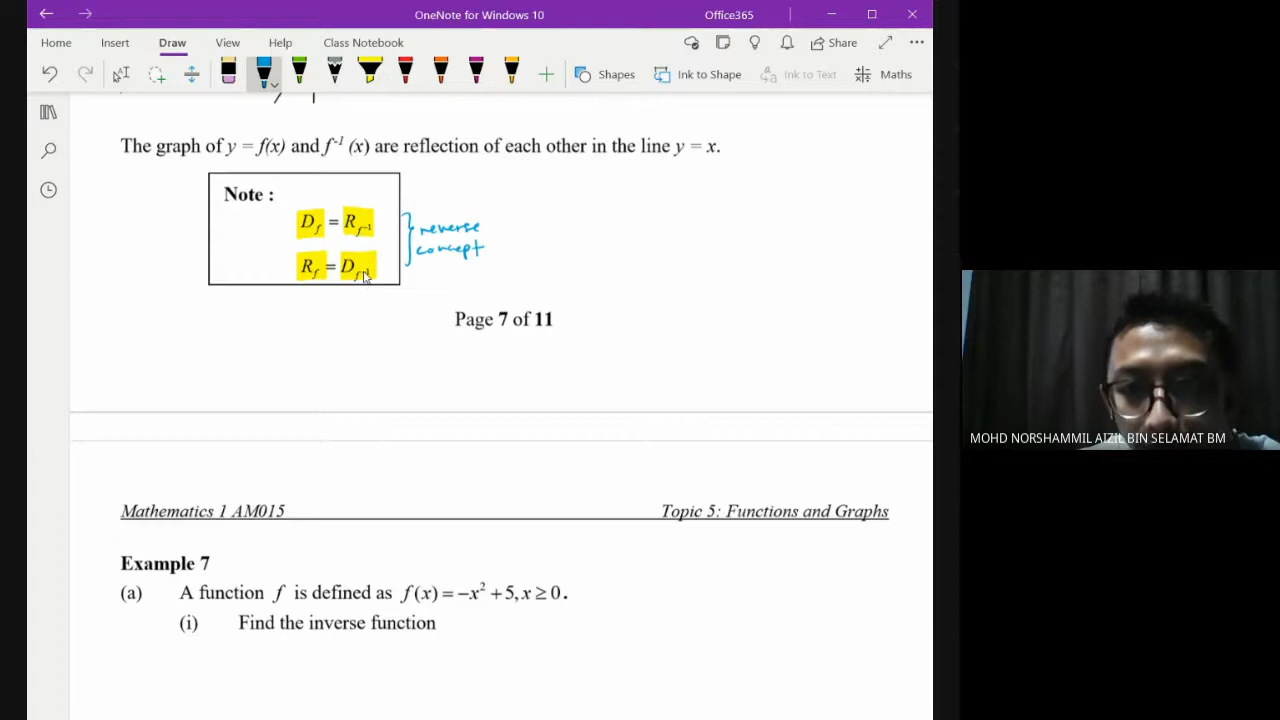 OneNote for Windows 10
Office365
Home Insert Draw View Help Class Notebook
Share
Shapes Ink to Shape Ink to Text Maths
The graph of y = f(x) and f⁻¹ (x) are reflection of each other in the line y = x.
Note :
D_f = R_{f⁻¹}
R_f = D_{f⁻¹}
reverse
concept
Page 7 of 11
Mathematics 1 AM015
Topic 5: Functions and Graphs
Example 7
(a) A function f is defined as f(x) = −x² + 5, x ≥ 0.
(i) Find the inverse function
MOHD NORSHAMMIL AIZIL BIN SELAMAT BM